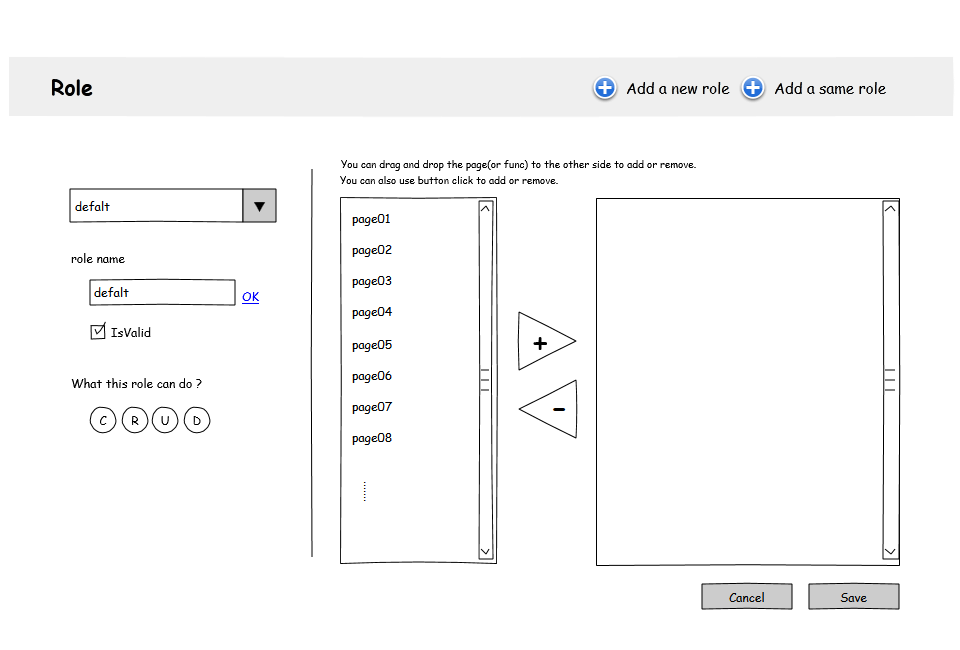 Role
Add a new role
Add a same role
You can drag and drop the page(or func) to the other side to add or remove.
You can also use button click to add or remove.
defalt
role name
defalt
OK
IsValid
What this role can do ?
C R U D
page01
page02
page03
page04
page05
page06
page07
page08
+
-
Cancel
Save